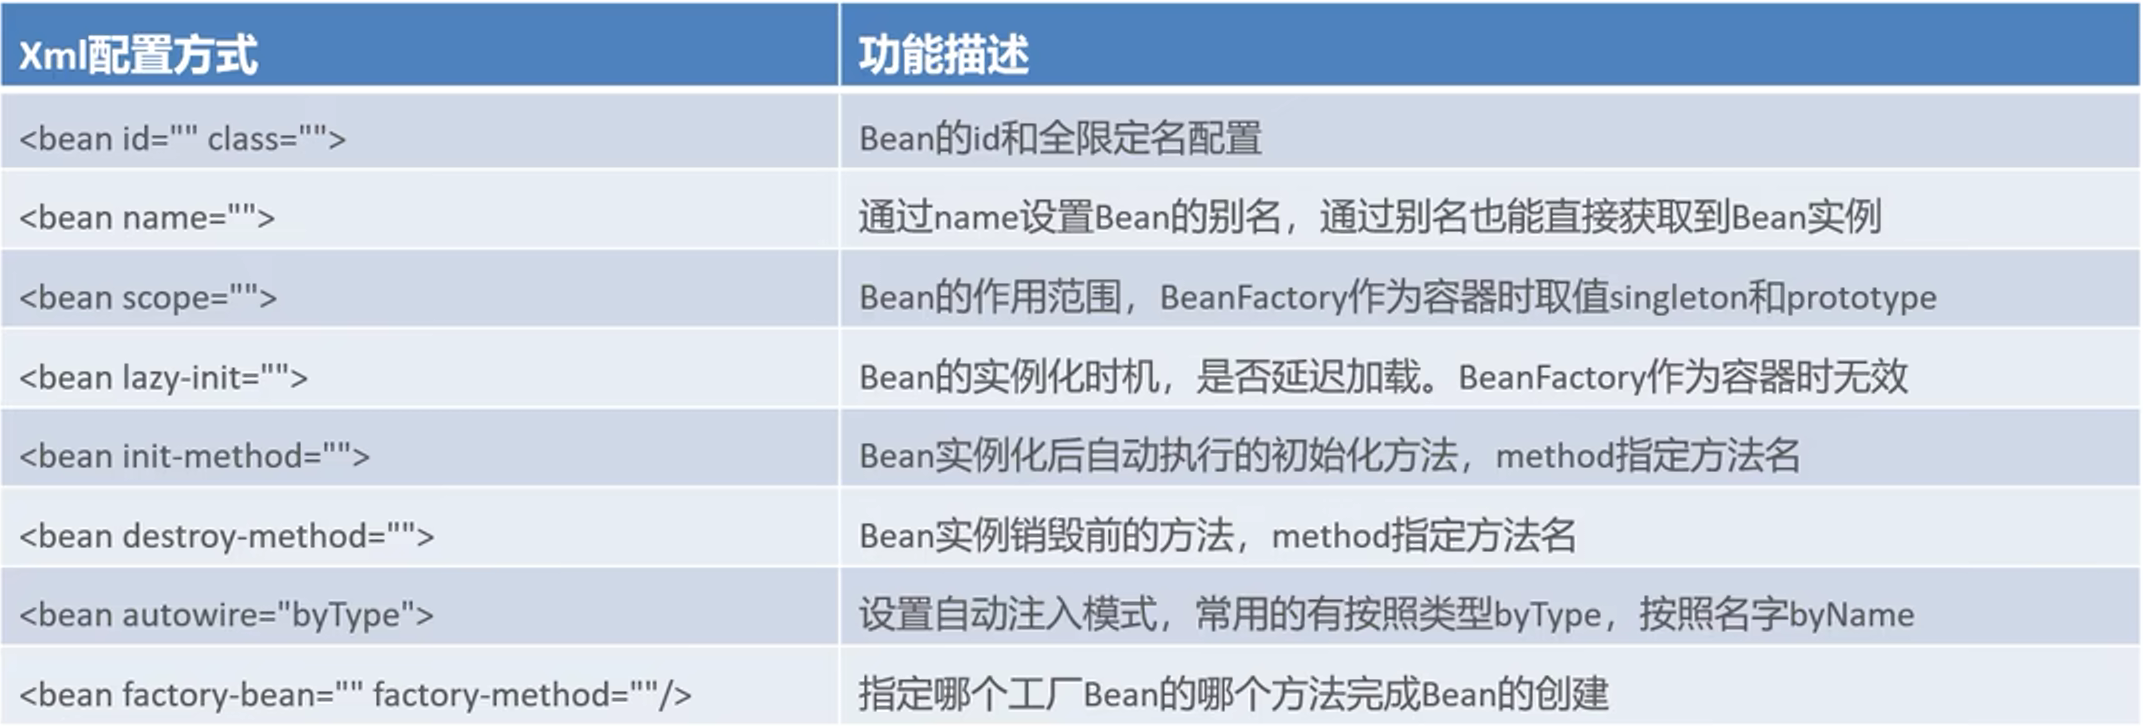 Xml配置方式 功能描述
<bean id="" class=""> Bean的id和全限定名配置
<bean name=""> 通过name设置Bean的别名，通过别名也能直接获取到Bean实例
<bean scope=""> Bean的作用范围，BeanFactory作为容器时取值singleton和prototype
<bean lazy-init=""> Bean的实例化时机，是否延迟加载。BeanFactory作为容器时无效
<bean init-method=""> Bean实例化后自动执行的初始化方法，method指定方法名
<bean destroy-method=""> Bean实例销毁前的方法，method指定方法名
<bean autowire="byType"> 设置自动注入模式，常用的有按照类型byType，按照名字byName
<bean factory-bean="" factory-method=""/> 指定哪个工厂Bean的哪个方法完成Bean的创建